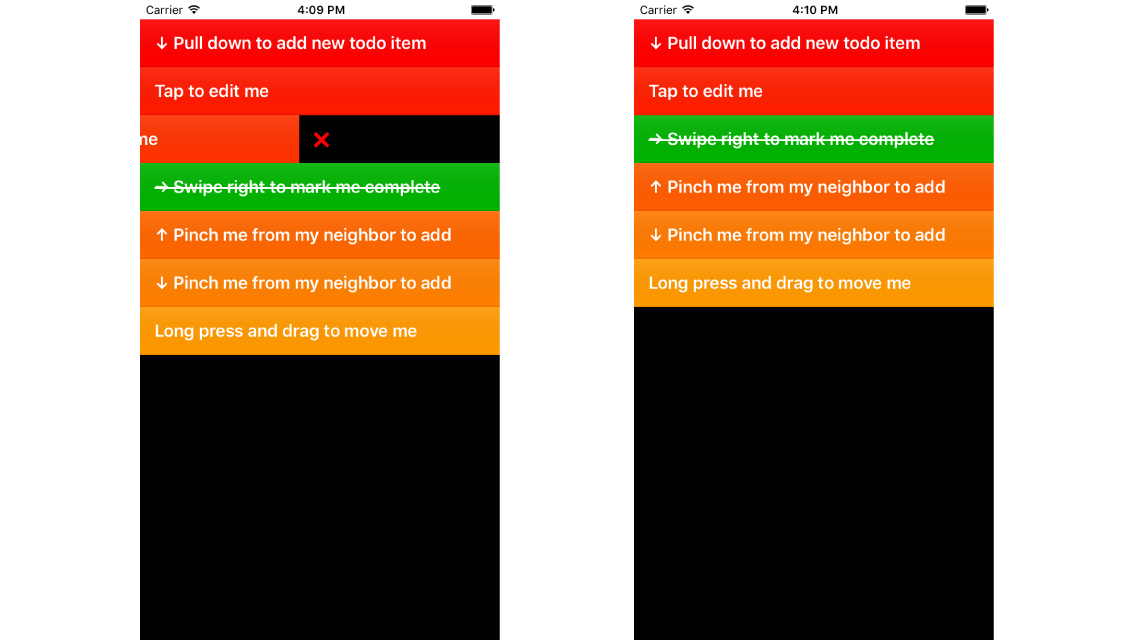 Carrier 4:09 PM
↓ Pull down to add new todo item
Tap to edit me
me
→ Swipe right to mark me complete
↑ Pinch me from my neighbor to add
↓ Pinch me from my neighbor to add
Long press and drag to move me
Carrier 4:10 PM
↓ Pull down to add new todo item
Tap to edit me
→ Swipe right to mark me complete
↑ Pinch me from my neighbor to add
↓ Pinch me from my neighbor to add
Long press and drag to move me